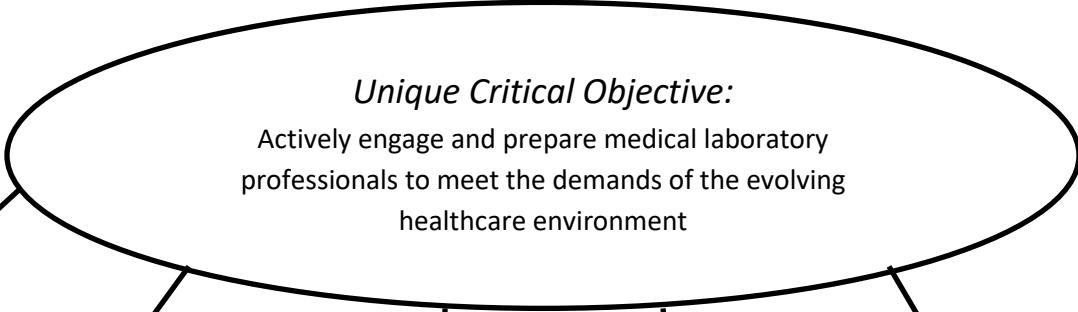 Unique Critical Objective:
Actively engage and prepare medical laboratory
professionals to meet the demands of the evolving
healthcare environment